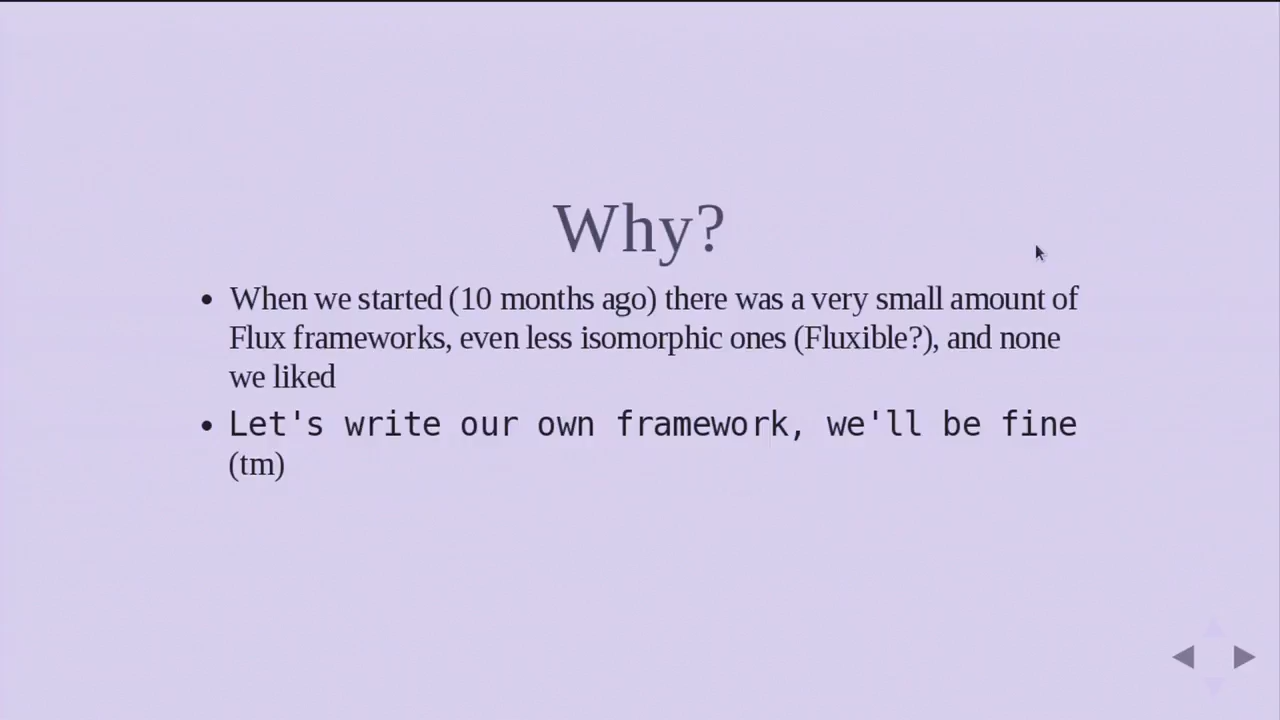 Why?
• When we started (10 months ago) there was a very small amount of
Flux frameworks, even less isomorphic ones (Fluxible?), and none
we liked
• Let's write our own framework, we'll be fine
(tm)